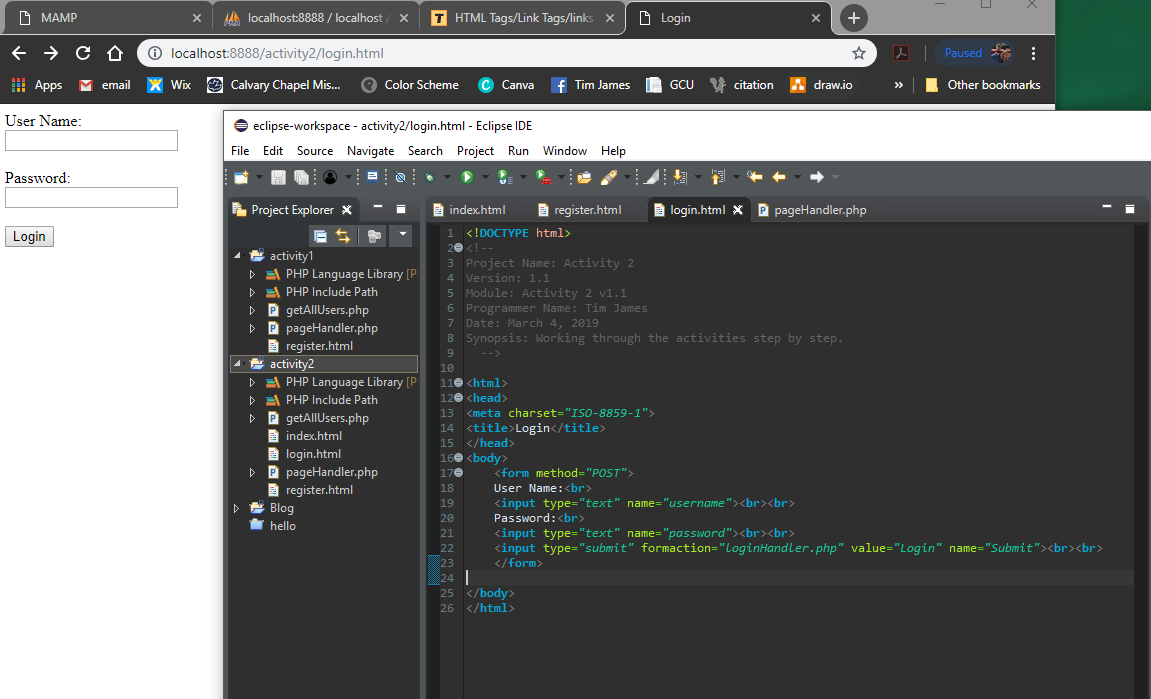 MAMP
localhost:8888 / localhost /
HTML Tags/Link Tags/links
Login
localhost:8888/activity2/login.html
Paused
Apps
email
Wix
Calvary Chapel Mis...
Color Scheme
Canva
Tim James
GCU
citation
draw.io
»
Other bookmarks
User Name:
Password:
Login
eclipse-workspace - activity2/login.html - Eclipse IDE
File Edit Source Navigate Search Project Run Window Help
Project Explorer
activity1
PHP Language Library [P
PHP Include Path
getAllUsers.php
pageHandler.php
register.html
activity2
PHP Language Library [P
PHP Include Path
getAllUsers.php
index.html
login.html
pageHandler.php
register.html
Blog
hello
index.html
register.html
login.html
pageHandler.php
1 <!DOCTYPE html>
2 <!--
3 Project Name: Activity 2
4 Version: 1.1
5 Module: Activity 2 v1.1
6 Programmer Name: Tim James
7 Date: March 4, 2019
8 Synopsis: Working through the activities step by step.
9 -->
10
11 <html>
12 <head>
13 <meta charset="ISO-8859-1">
14 <title>Login</title>
15 </head>
16 <body>
17 <form method="POST">
18 User Name:<br>
19 <input type="text" name="username"><br><br>
20 Password:<br>
21 <input type="text" name="password"><br><br>
22 <input type="submit" formaction="loginHandler.php" value="Login" name="Submit"><br><br>
23 </form>
24
25 </body>
26 </html>